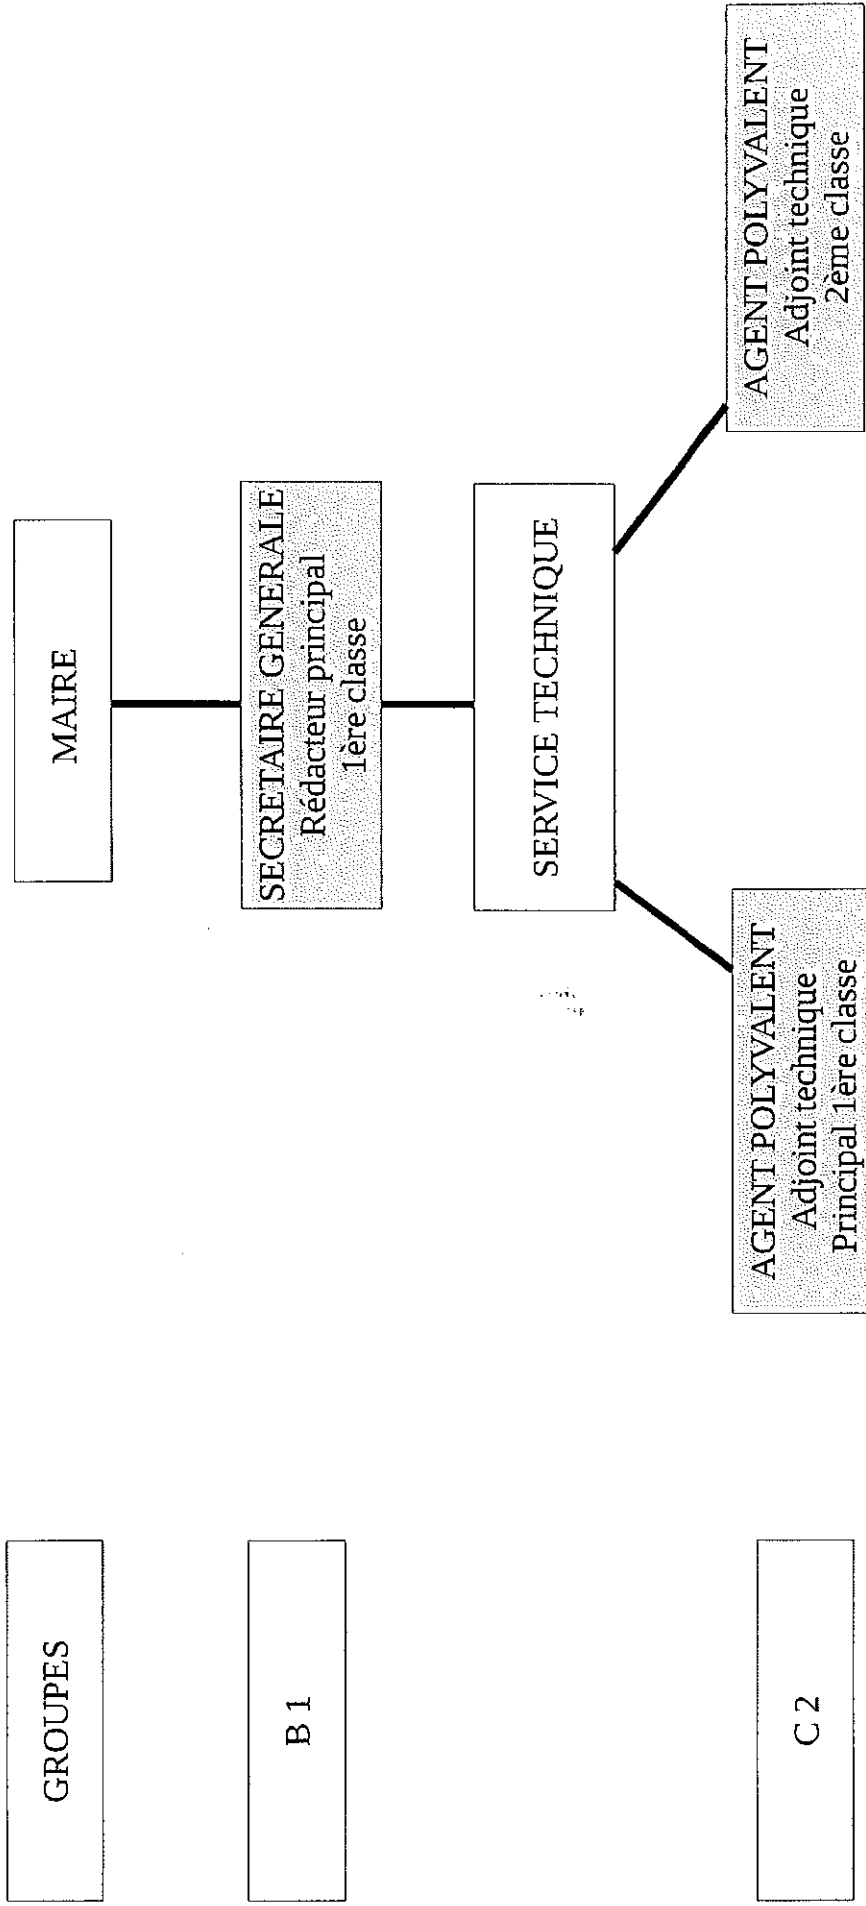 GROUPES
MAIRE
B 1
SECRETAIRE GENERALE
Rédacteur principal
1ère classe
SERVICE TECHNIQUE
C 2
AGENT POLYVALENT
Adjoint technique
Principal 1ère classe
AGENT POLYVALENT
Adjoint technique
2ème classe